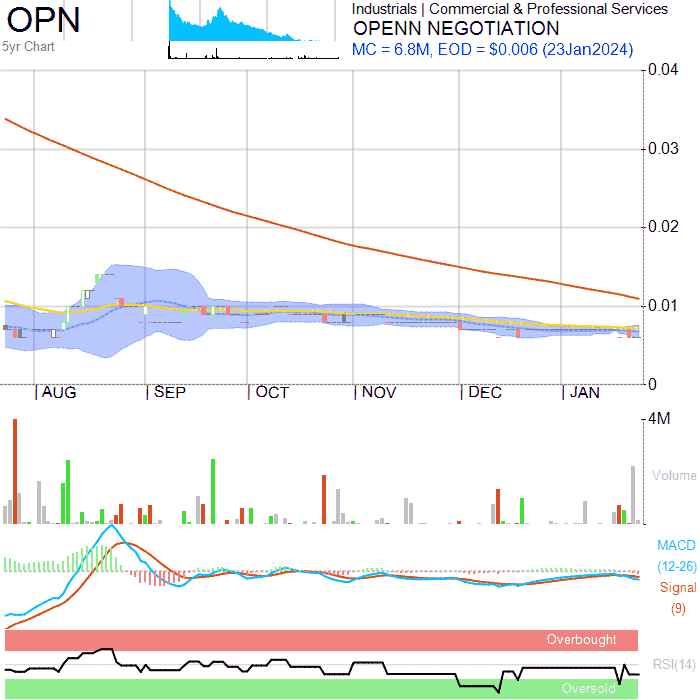 OPN
5yr Chart
Industrials | Commercial & Professional Services
OPENN NEGOTIATION
MC = 6.8M, EOD = $0.006 (23Jan2024)
0.04
0.03
0.02
0.01
0
AUG SEP OCT NOV DEC JAN
4M
Volume
MACD
(12-26)
Signal
(9)
Overbought
RSI(14)
Oversold